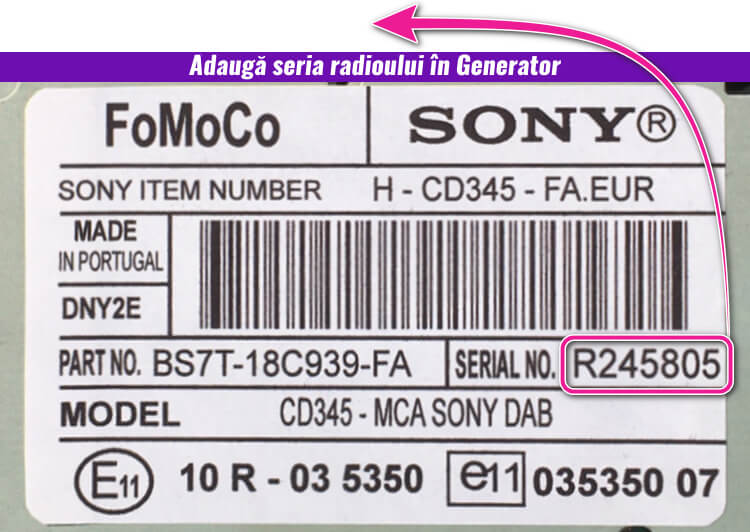 Adaugă seria radioului în Generator
FoMoCo SONY®
SONY ITEM NUMBER H - CD345 - FA.EUR
MADE
IN PORTUGAL
DNY2E
PART NO. BS7T-18C939-FA SERIAL NO. R245805
MODEL CD345 - MCA SONY DAB
E11 10 R - 03 5350 e11 035350 07